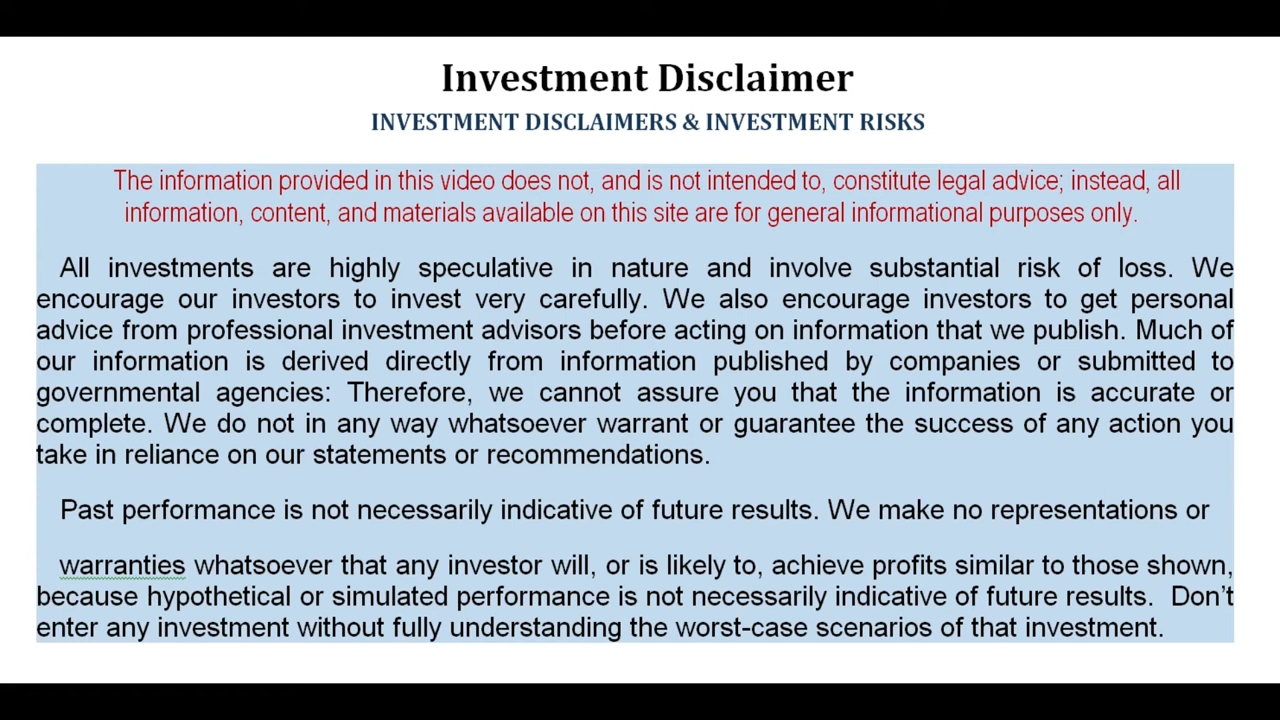 Investment Disclaimer
INVESTMENT DISCLAIMERS & INVESTMENT RISKS
The information provided in this video does not, and is not intended to, constitute legal advice; instead, all
information, content, and materials available on this site are for general informational purposes only.
All investments are highly speculative in nature and involve substantial risk of loss. We
encourage our investors to invest very carefully. We also encourage investors to get personal
advice from professional investment advisors before acting on information that we publish. Much of
our information is derived directly from information published by companies or submitted to
governmental agencies: Therefore, we cannot assure you that the information is accurate or
complete. We do not in any way whatsoever warrant or guarantee the success of any action you
take in reliance on our statements or recommendations.
Past performance is not necessarily indicative of future results. We make no representations or
warranties whatsoever that any investor will, or is likely to, achieve profits similar to those shown,
because hypothetical or simulated performance is not necessarily indicative of future results.  Don’t
enter any investment without fully understanding the worst-case scenarios of that investment.